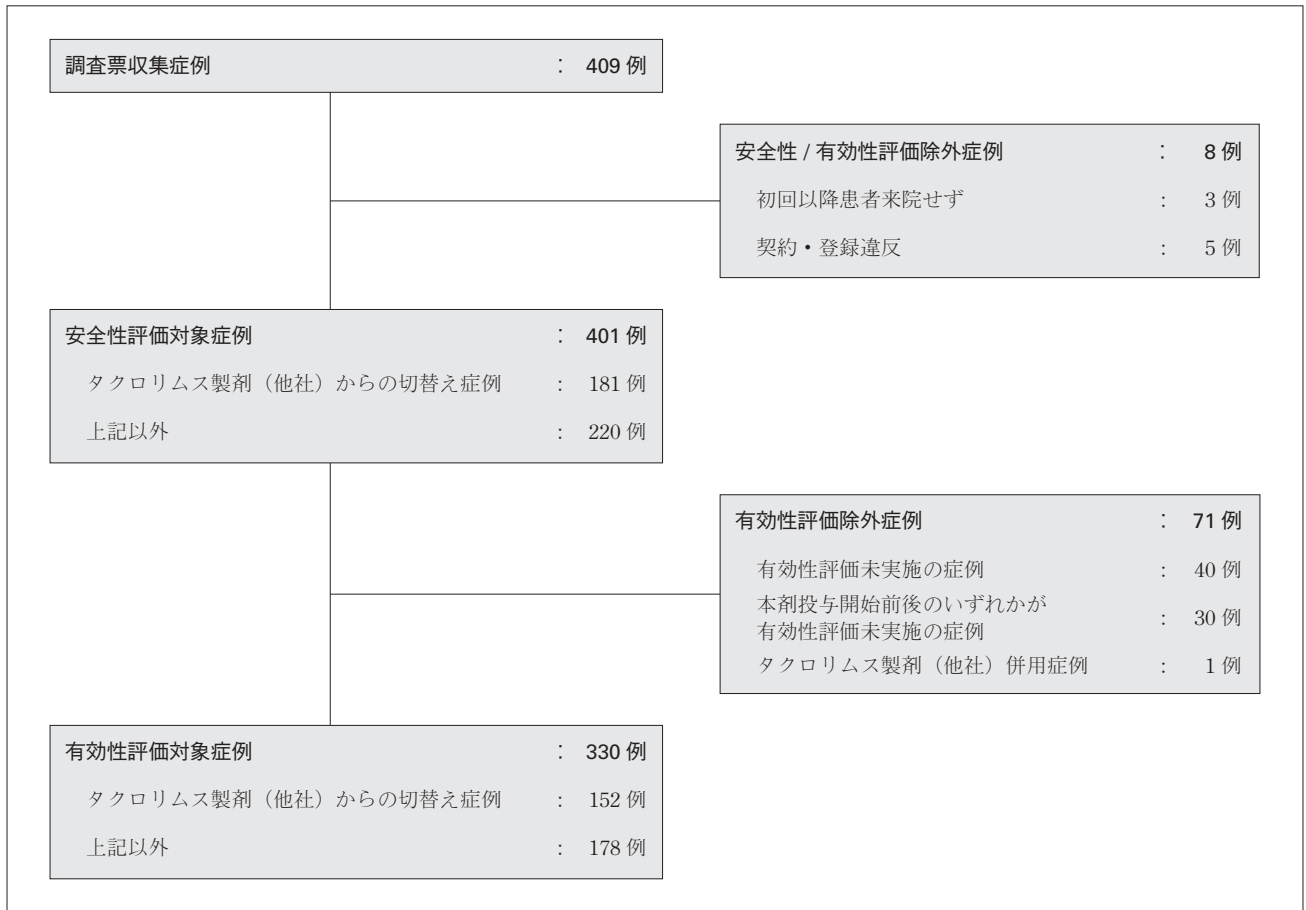 調査票収集症例 : 409 例
安全性 / 有効性評価除外症例 : 8 例
初回以降患者来院せず : 3 例
契約・登録違反 : 5 例
安全性評価対象症例 : 401 例
タクロリムス製剤（他社）からの切替え症例 : 181 例
上記以外 : 220 例
有効性評価除外症例 : 71 例
有効性評価未実施の症例 : 40 例
本剤投与開始前後のいずれかが
有効性評価未実施の症例 : 30 例
タクロリムス製剤（他社）併用症例 : 1 例
有効性評価対象症例 : 330 例
タクロリムス製剤（他社）からの切替え症例 : 152 例
上記以外 : 178 例